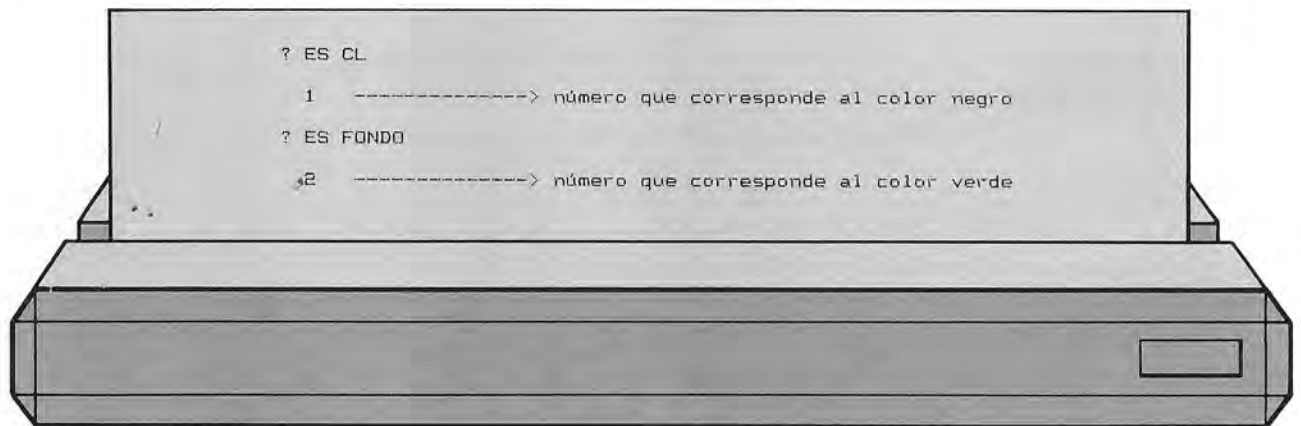 ? ES CL
1 --------------> número que corresponde al color negro
? ES FONDO
2 --------------> número que corresponde al color verde